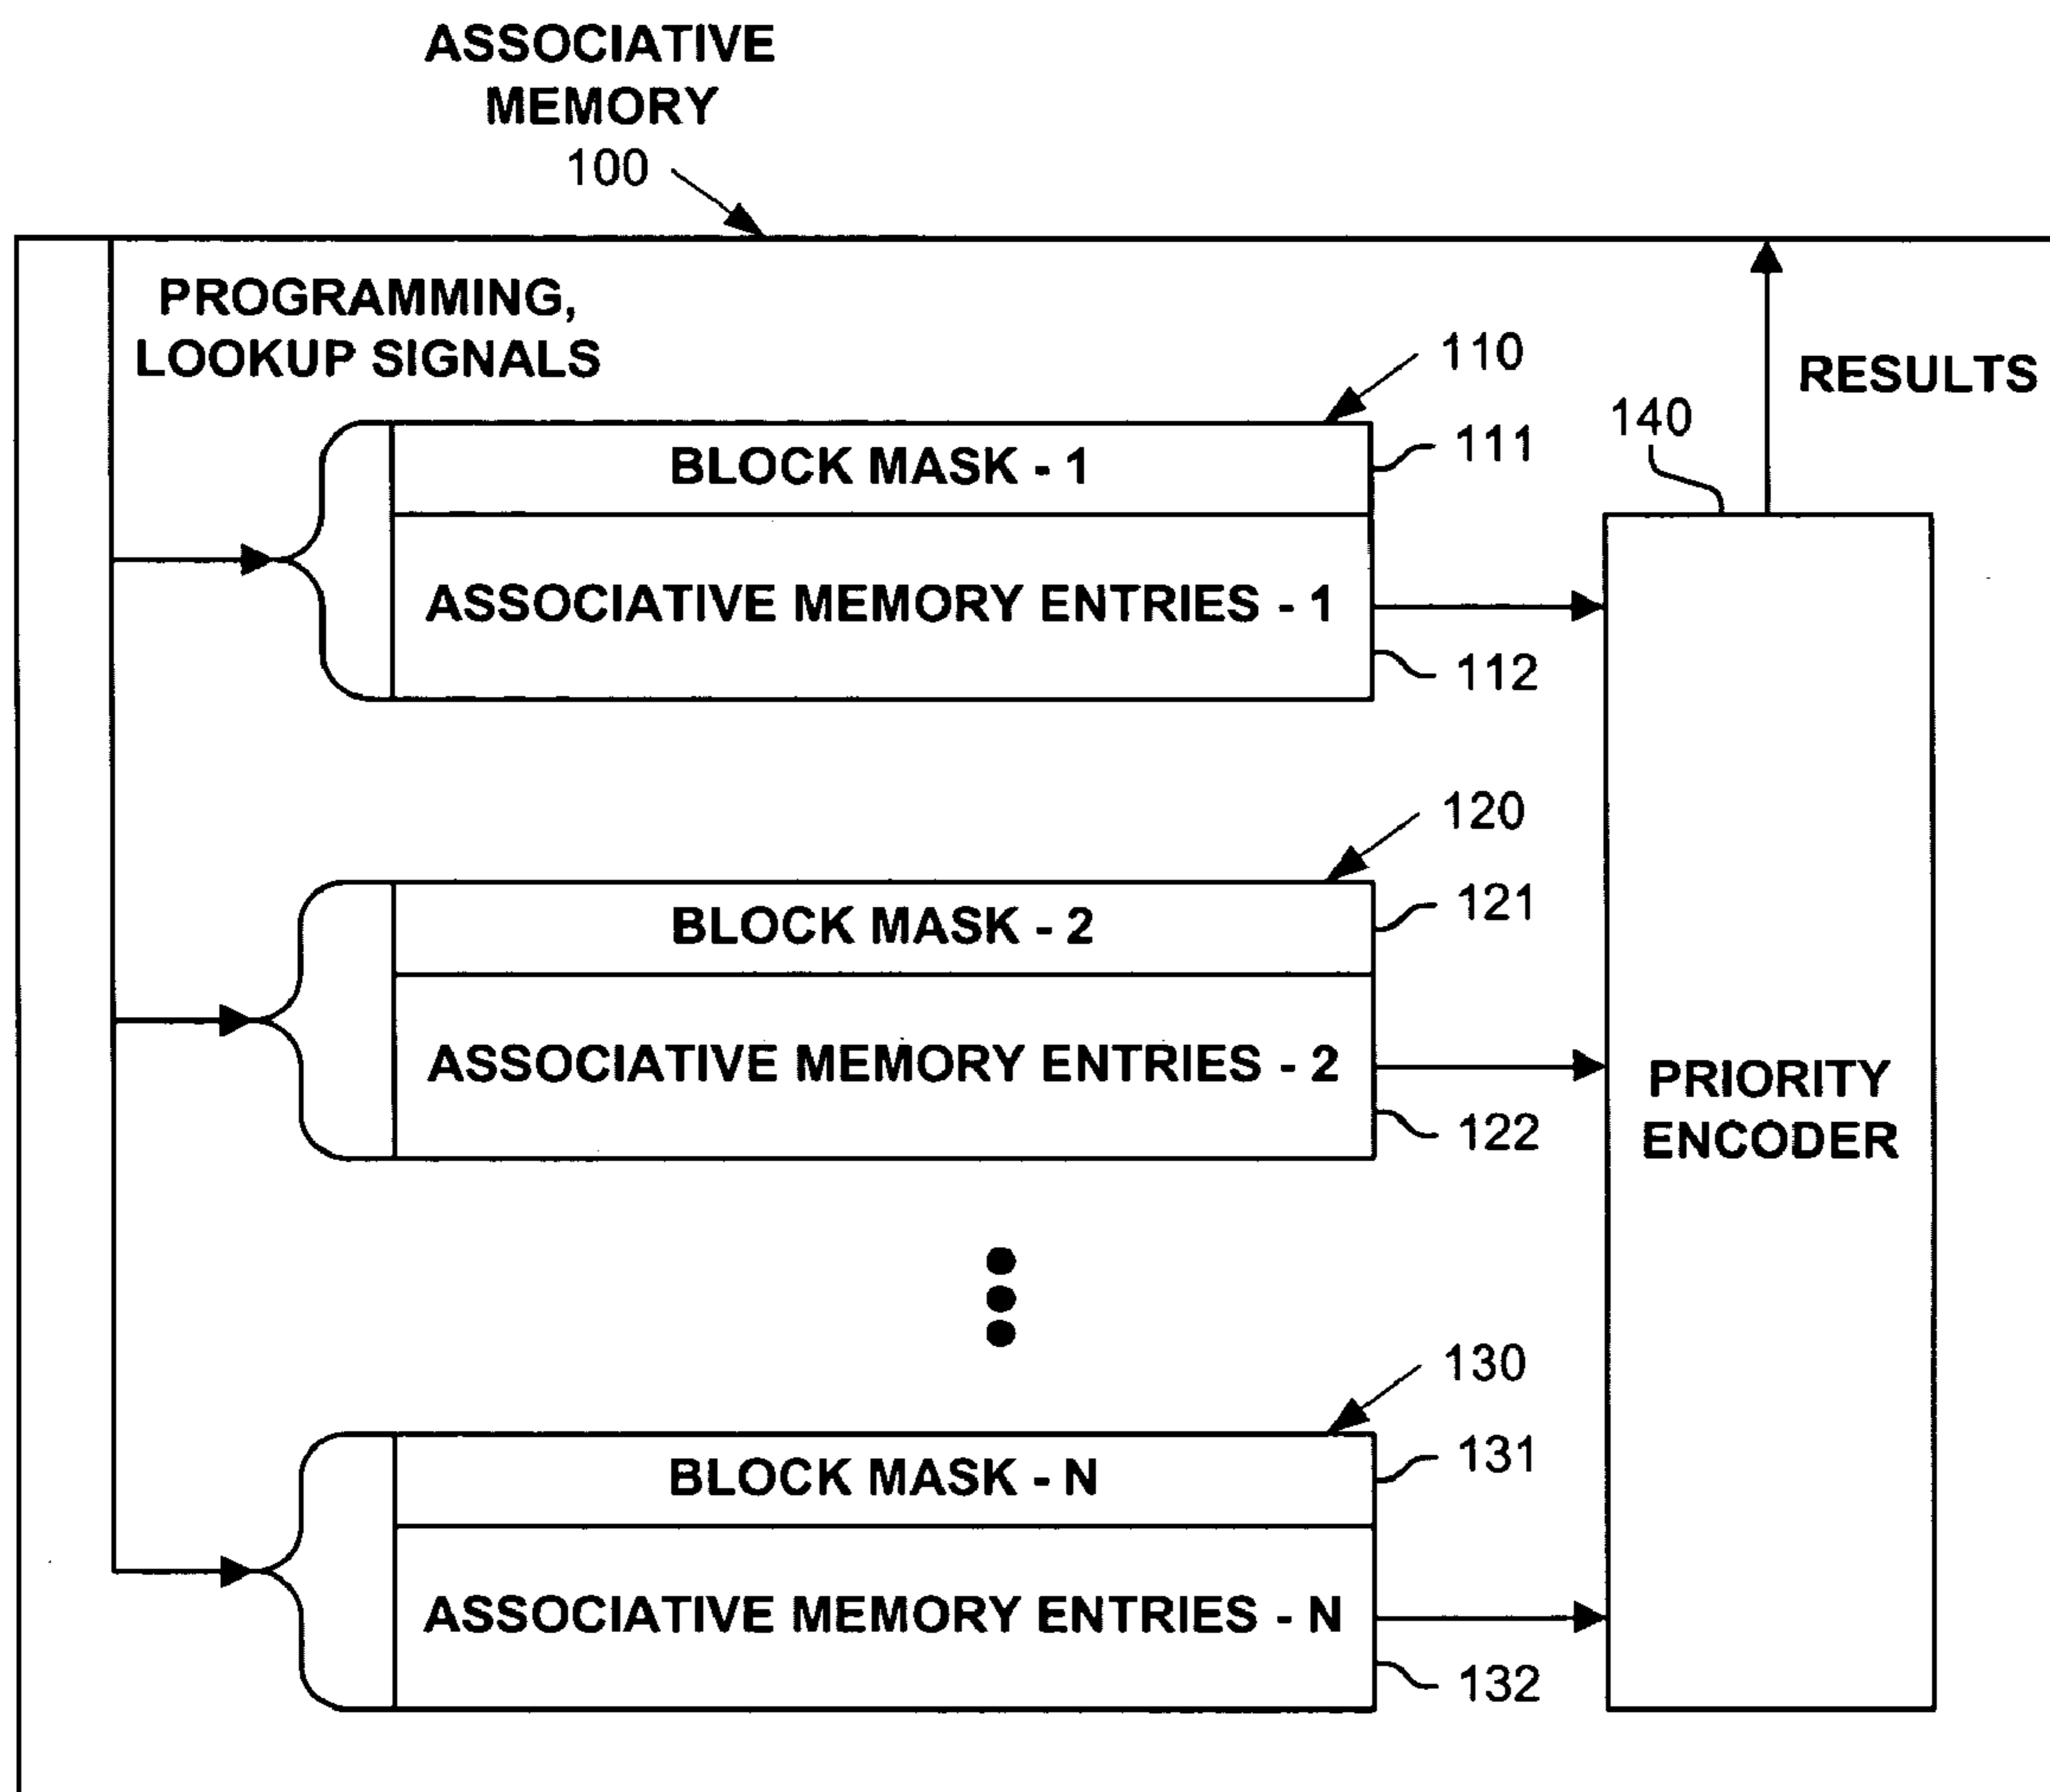 ASSOCIATIVE
MEMORY
100
PROGRAMMING,
LOOKUP SIGNALS
RESULTS
110
BLOCK MASK - 1
111
140
ASSOCIATIVE MEMORY ENTRIES - 1
112
120
BLOCK MASK - 2
121
ASSOCIATIVE MEMORY ENTRIES - 2
122
PRIORITY
ENCODER
130
BLOCK MASK - N
131
ASSOCIATIVE MEMORY ENTRIES - N
132